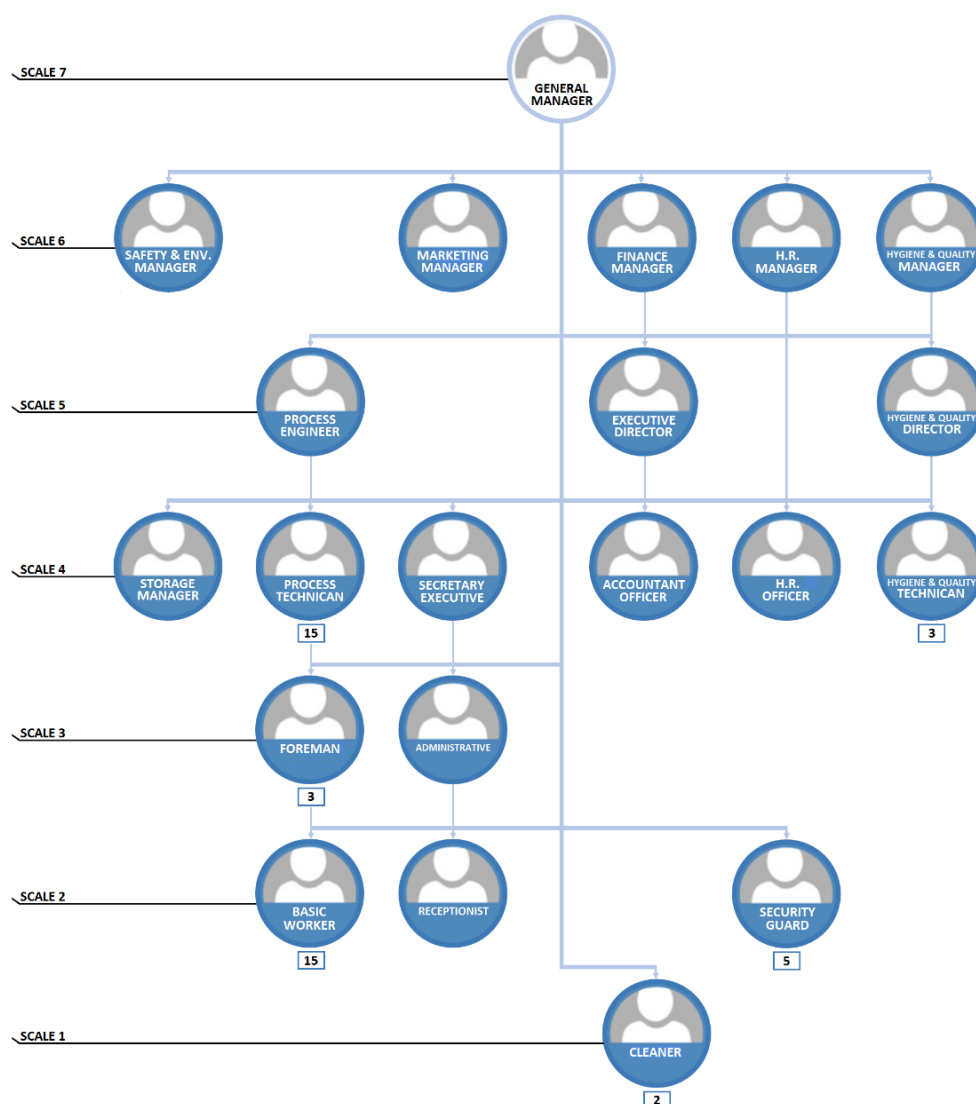 SCALE 7
GENERAL
MANAGER
SCALE 6
SAFETY & ENV.
MANAGER
MARKETING
MANAGER
FINANCE
MANAGER
H.R.
MANAGER
HYGIENE & QUALITY
MANAGER
SCALE 5
PROCESS
ENGINEER
EXECUTIVE
DIRECTOR
HYGIENE & QUALITY
DIRECTOR
SCALE 4
STORAGE
MANAGER
PROCESS
TECHNICAN
15
SECRETARY
EXECUTIVE
ACCOUNTANT
OFFICER
H.R.
OFFICER
HYGIENE & QUALITY
TECHNICAN
3
SCALE 3
FOREMAN
3
ADMINISTRATIVE
SCALE 2
BASIC
WORKER
15
RECEPTIONIST
SECURITY
GUARD
5
SCALE 1
CLEANER
2